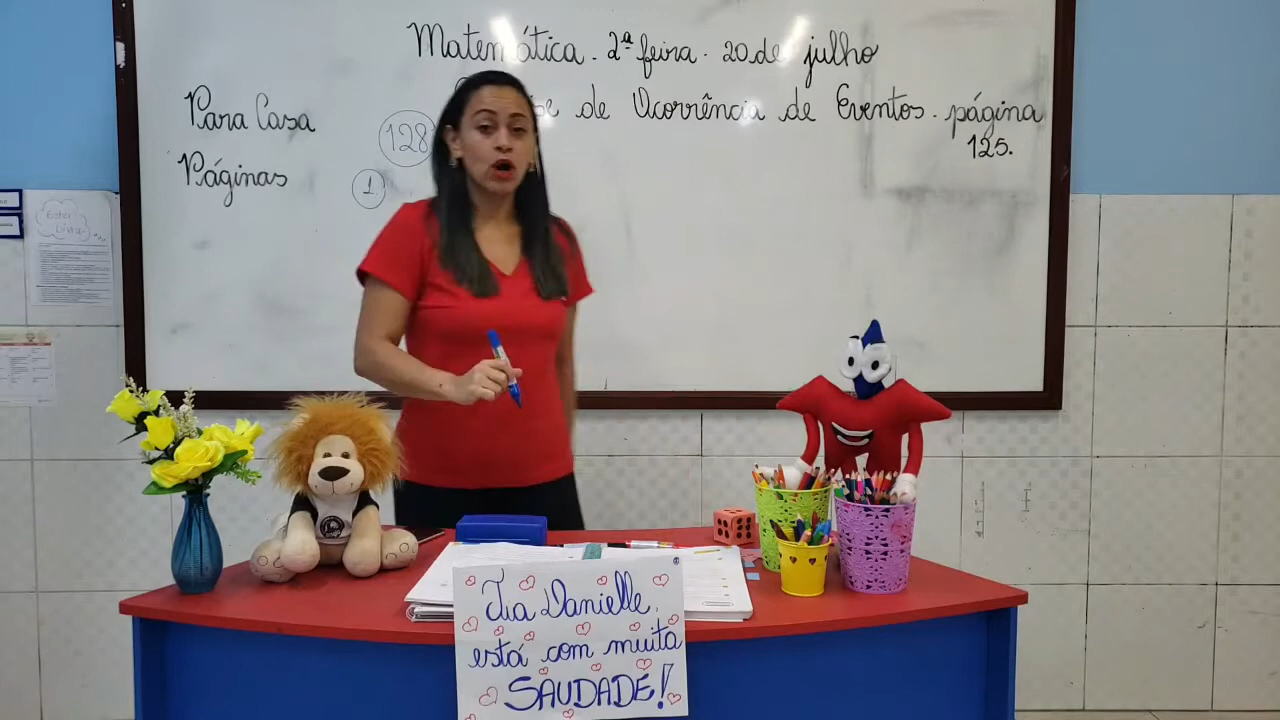 Matemática. 2ª feira. 20 de julho
de Ocorrência de Eventos. página
125.
Para Casa
128
Páginas
1
Tia Danielle,
está com muita
SAUDADE!